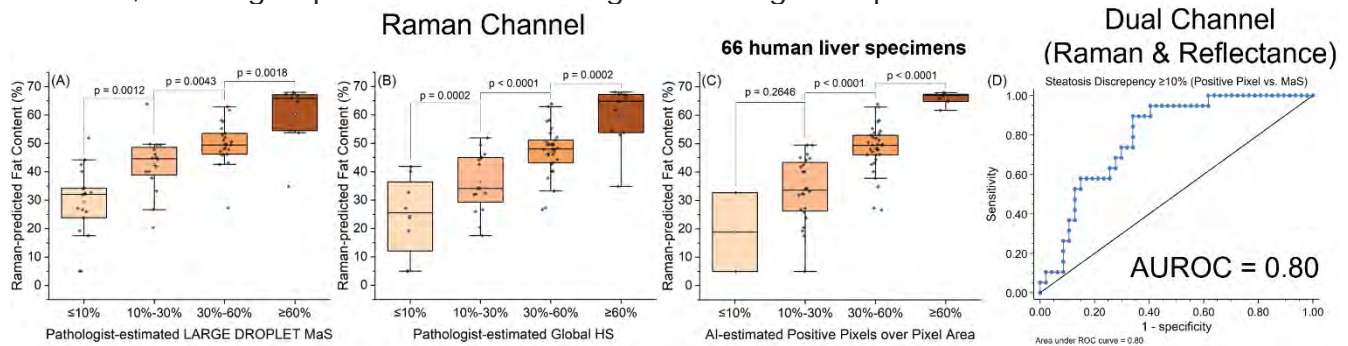 Raman Channel
66 human liver specimens
Dual Channel
(Raman & Reflectance)
(A)
p = 0.0012
p = 0.0043
p = 0.0018
Raman-predicted Fat Content (%)
70
60
50
40
30
20
10
0
≤10%
10%-30%
30%-60%
≥60%
Pathologist-estimated LARGE DROPLET MaS
(B)
p = 0.0002
p < 0.0001
p = 0.0002
Raman-predicted Fat Content (%)
70
60
50
40
30
20
10
0
≤10%
10%-30%
30%-60%
≥60%
Pathologist-estimated Global HS
(C)
p = 0.2646
p < 0.0001
p < 0.0001
Raman-predicted Fat Content (%)
70
60
50
40
30
20
10
0
≤10%
10%-30%
30%-60%
≥60%
AI-estimated Positive Pixels over Pixel Area
(D)
Steatosis Discrepency ≥10% (Positive Pixel vs. MaS)
Sensitivity
1.00
0.80
0.60
0.40
0.20
0.00
AUROC = 0.80
0.00
0.20
0.40
0.60
0.80
1.00
1 - specificity
Area under ROC curve = 0.80